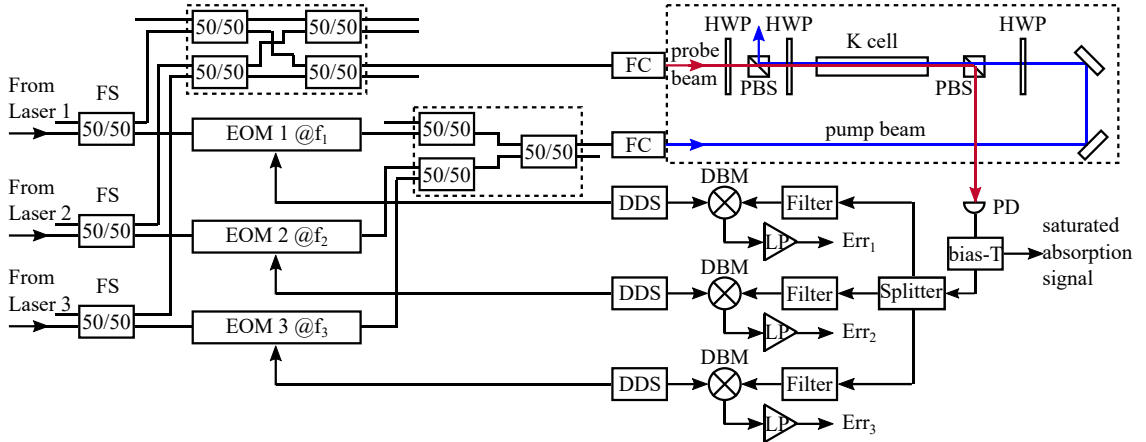 50/50
50/50
50/50
50/50
From
Laser 1
FS
50/50
EOM 1 @f₁
50/50
50/50
50/50
FC
FC
probe
beam
HWP
HWP
PBS
K cell
PBS
HWP
pump beam
From
Laser 2
FS
50/50
EOM 2 @f₂
From
Laser 3
FS
50/50
EOM 3 @f₃
DDS
DBM
Filter
LP
Err₁
DDS
DBM
Filter
LP
Err₂
DDS
DBM
Filter
LP
Err₃
Splitter
PD
bias-T
saturated
absorption
signal